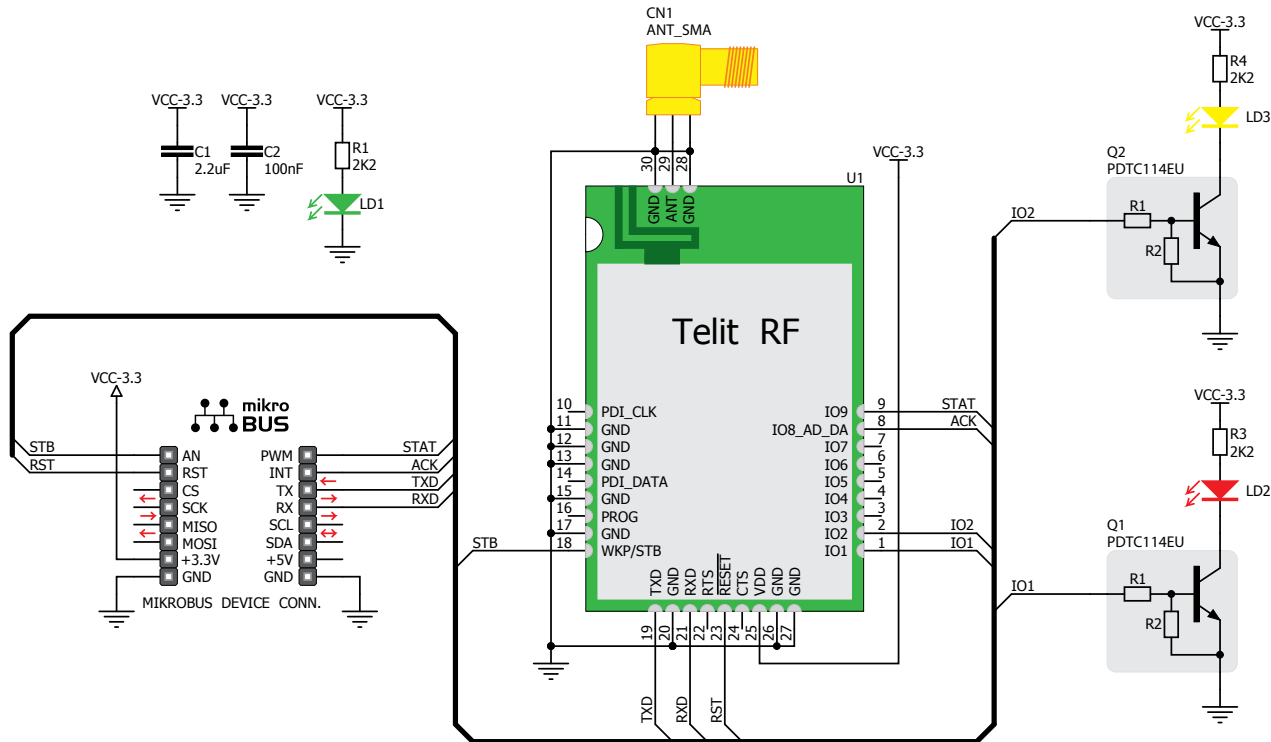 CN1
ANT_SMA
VCC-3.3
R4
2K2
LD3
VCC-3.3
VCC-3.3
VCC-3.3
C1
2.2uF
C2
100nF
R1
2K2
LD1
VCC-3.3
Q2
PDTC114EU
R1
R2
IO2
U1
30
29
28
GND
ANT
GND
Telit RF
VCC-3.3
mikro
BUS
STB
RST
AN
RST
CS
SCK
MISO
MOSI
+3.3V
GND
PWM
INT
TX
RX
SCL
SDA
+5V
GND
STAT
ACK
TXD
RXD
MIKROBUS DEVICE CONN.
STB
10
11
12
13
14
15
16
17
18
PDI_CLK
GND
GND
GND
PDI_DATA
GND
PROG
GND
WKP/STB
IO9
IO8_AD_DA
IO7
IO6
IO5
IO4
IO3
IO2
IO1
9
8
7
6
5
4
3
2
1
STAT
ACK
IO2
IO1
TXD
GND
RXD
RTS
RESET
CTS
VDD
GND
GND
19
20
21
22
23
24
25
26
27
TXD
RXD
RST
VCC-3.3
R3
2K2
LD2
Q1
PDTC114EU
R1
R2
IO1